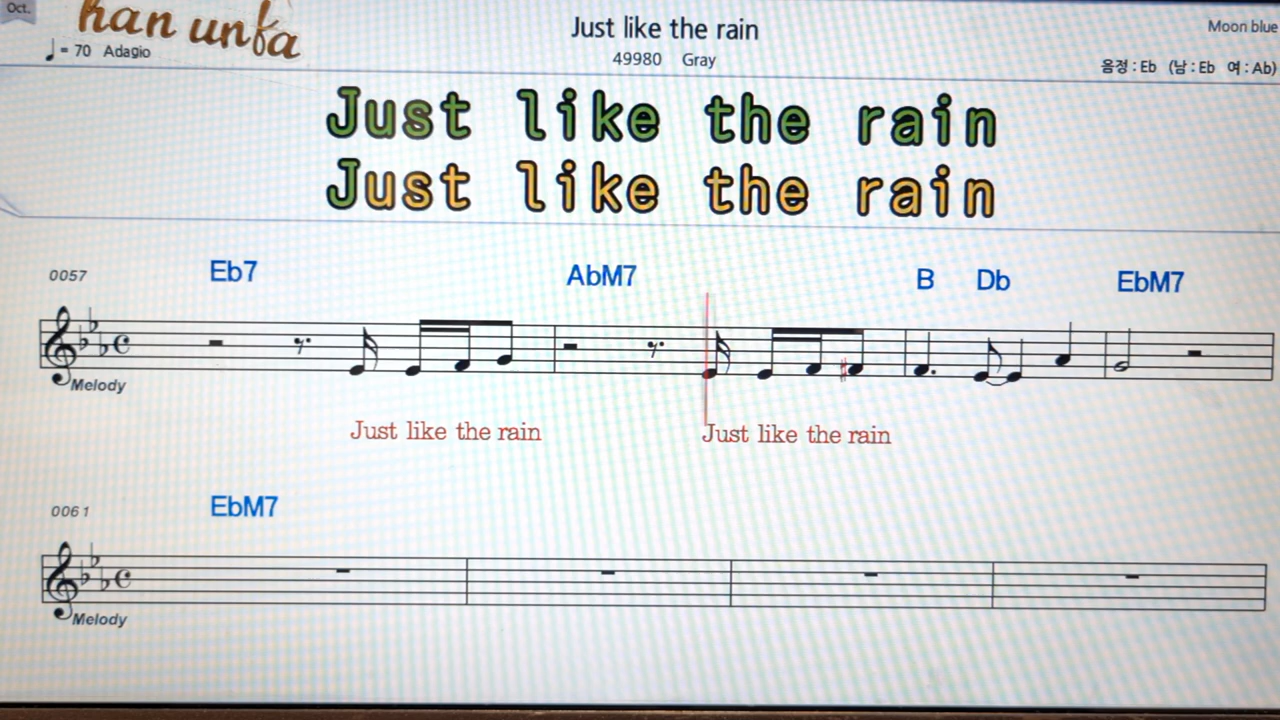 Oct.
han unfa
Just like the rain
Moon blue
♩= 70 Adagio
49980 Gray
음정 : Eb (남 : Eb 여 : Ab)
Just like the rain
Just like the rain
0057 Eb7 AbM7 B Db EbM7
Melody
Just like the rain Just like the rain
0061 EbM7
Melody